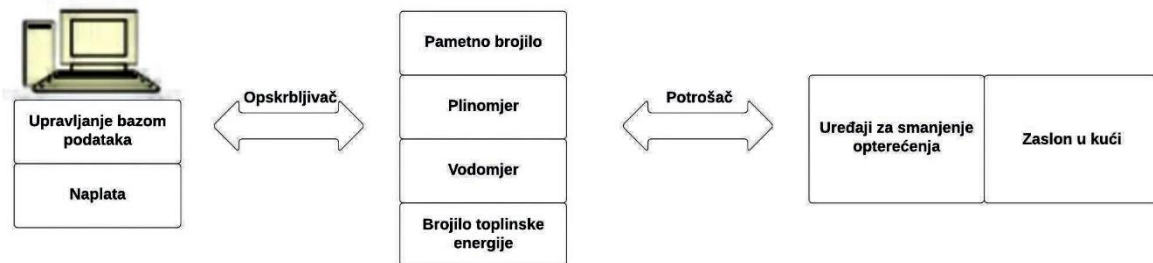 Upravljanje bazom
podataka
Naplata
Opskrbljivač
Pametno brojilo
Plinomjer
Vodomjer
Brojilo toplinske
energije
Potrošač
Uređaji za smanjenje
opterećenja
Zaslon u kući